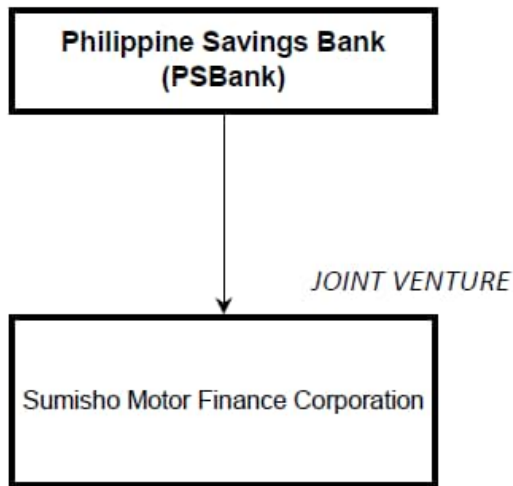 Philippine Savings Bank
(PSBank)
JOINT VENTURE
Sumisho Motor Finance Corporation